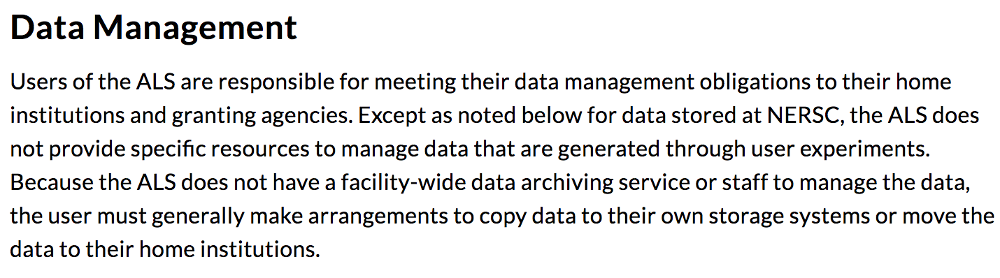 Data Management
Users of the ALS are responsible for meeting their data management obligations to their home
institutions and granting agencies. Except as noted below for data stored at NERSC, the ALS does
not provide specific resources to manage data that are generated through user experiments.
Because the ALS does not have a facility-wide data archiving service or staff to manage the data,
the user must generally make arrangements to copy data to their own storage systems or move the
data to their home institutions.